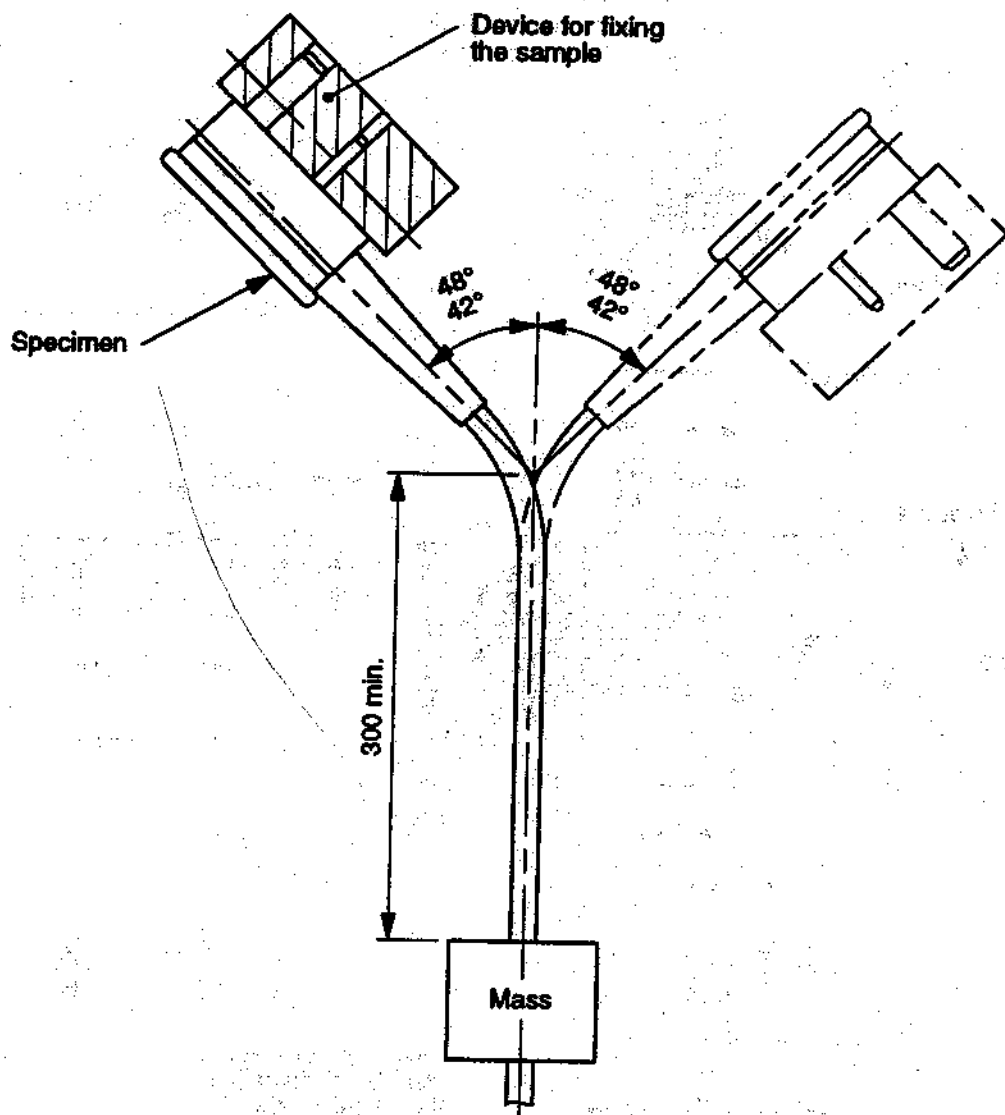 Device for fixing
the sample
48°
42°
48°
42°
Specimen
300 min.
Mass